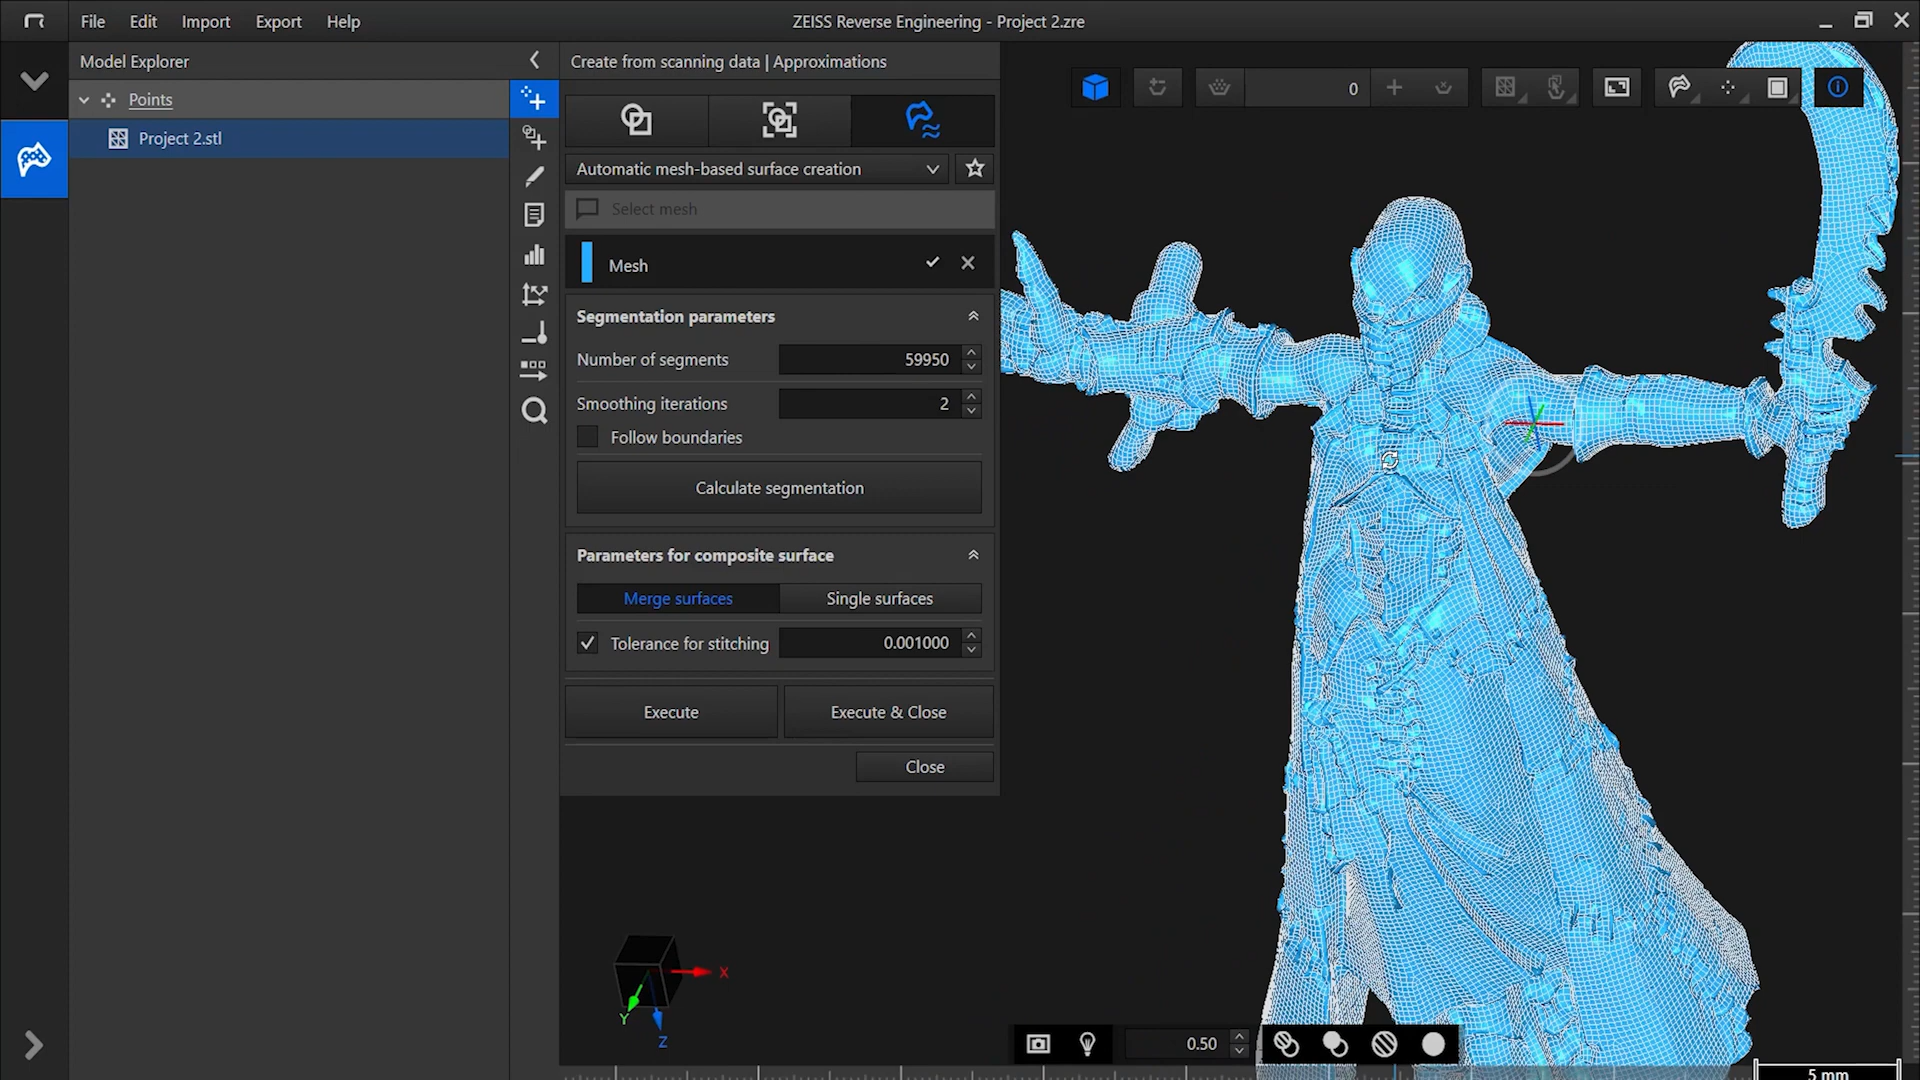 File Edit Import Export Help
ZEISS Reverse Engineering - Project 2.zre
Model Explorer
Points
Project 2.stl
Create from scanning data | Approximations
Automatic mesh-based surface creation
Select mesh
Mesh
Segmentation parameters
Number of segments 59950
Smoothing iterations 2
Follow boundaries
Calculate segmentation
Parameters for composite surface
Merge surfaces Single surfaces
Tolerance for stitching 0.001000
Execute Execute & Close
Close
0
X
Y
Z
0.50
5 mm